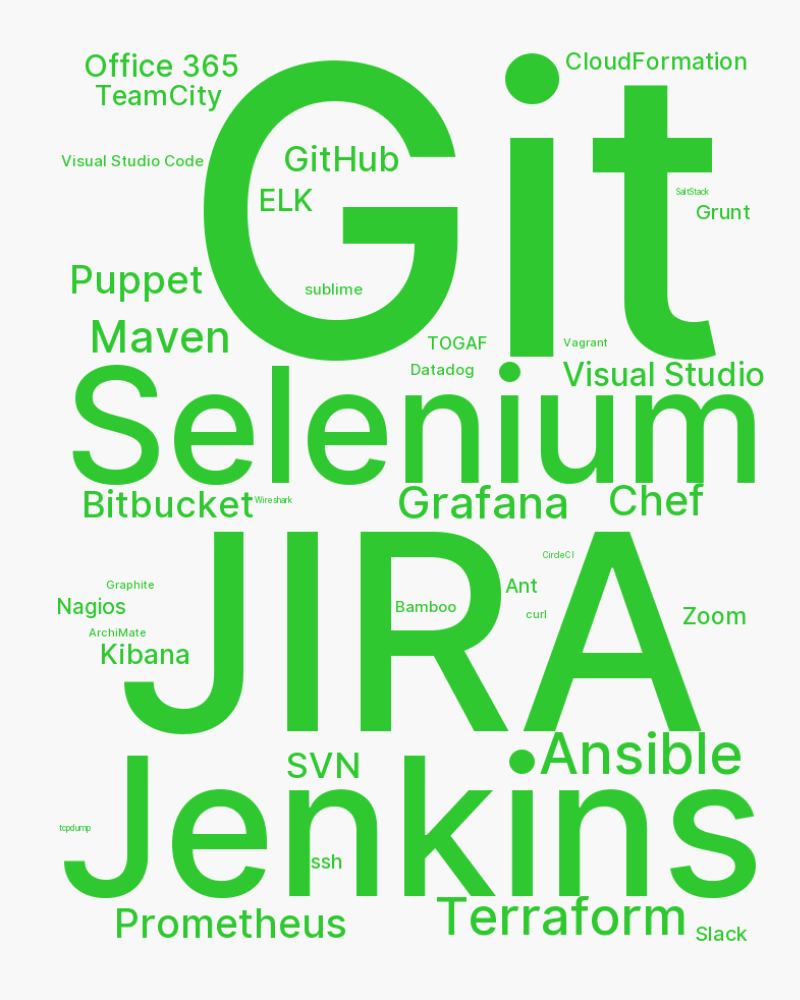 Office 365
CloudFormation
TeamCity
Git
Visual Studio Code
GitHub
SaltStack
ELK
Grunt
Puppet
sublime
Maven
TOGAF
Vagrant
Datadog
Visual Studio
Selenium
Bitbucket
Wireshark
Grafana
Chef
JIRA
CircleCI
Graphite
Ant
Nagios
Bamboo
curl
Zoom
ArchiMate
Kibana
Ansible
SVN
Jenkins
tcpdump
ssh
Prometheus
Terraform
Slack